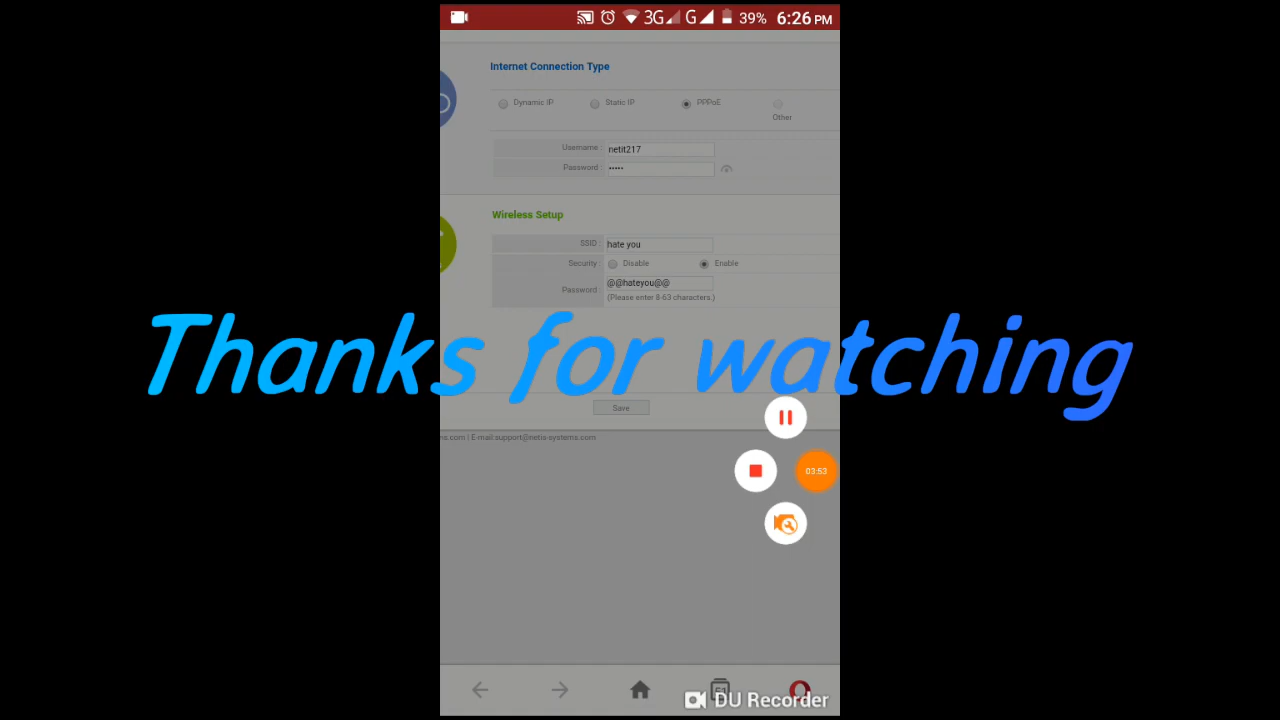 3G G 39% 6:26 PM
Internet Connection Type
Dynamic IP Static IP PPPoE Other
Username : netit217
Password : •••••
Wireless Setup
SSID : hate you
Security : Disable Enable
Password : @@hateyou@@
(Please enter 8-63 characters.)
Thanks for watching
Save
ms.com | E-mail:support@netis-systems.com
03:53
DU Recorder